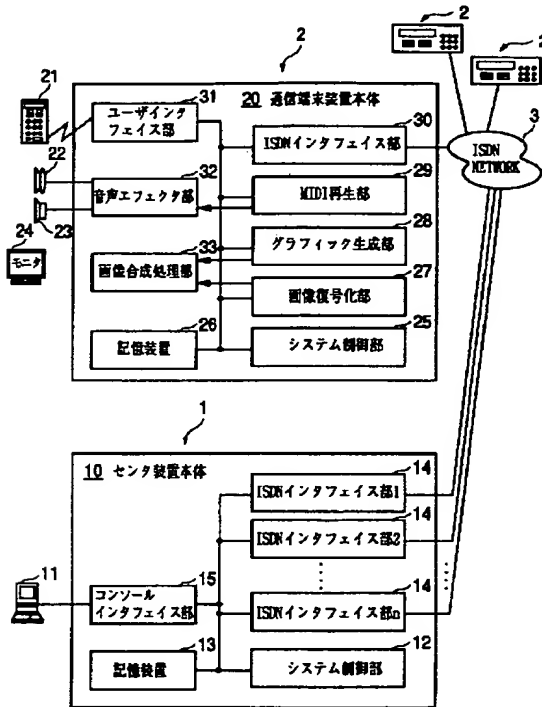 2
2
2
21
31
20 通信端末装置本体
ユーザインタ
フェイス部
30
ISDNインタフェイス部
3
ISDN
NETWORK
22
32
音声エフェクタ部
29
MIDI再生部
23
28
グラフィック生成部
24
モニタ
33
画像合成処理部
27
画像復号化部
26
記憶装置
25
システム制御部
1
10 センタ装置本体
14
ISDNインタフェイス部1
14
ISDNインタフェイス部2
11
15
コンソール
インタフェイス部
14
ISDNインタフェイス部n
13
記憶装置
12
システム制御部